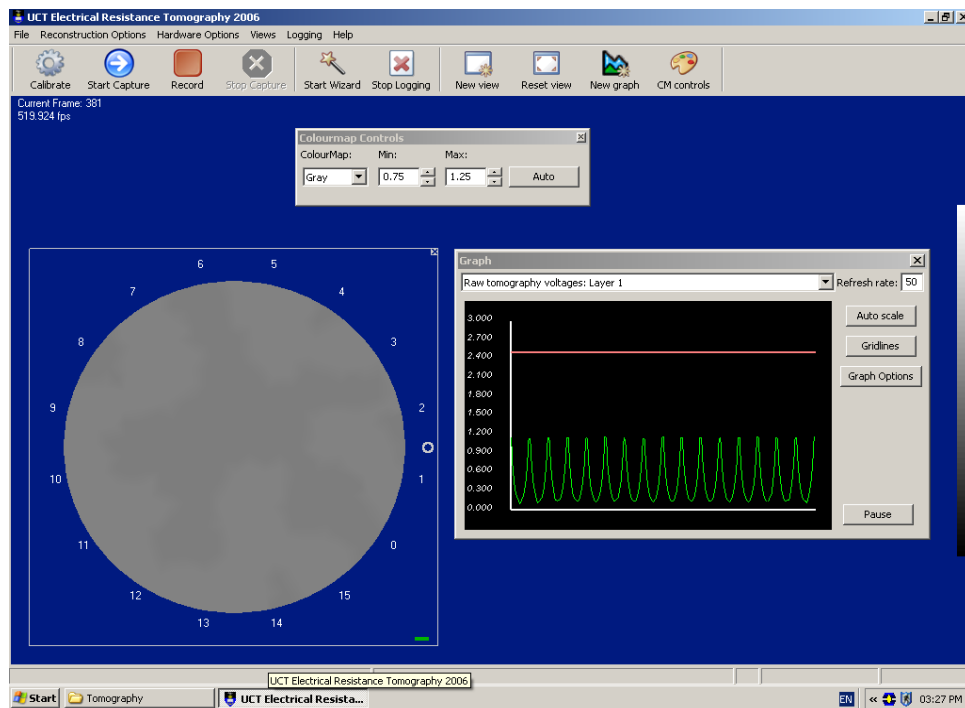 UCT Electrical Resistance Tomography 2006
File Reconstruction Options Hardware Options Views Logging Help
Calibrate Start Capture Record Stop Capture Start Wizard Stop Logging New view Reset view New graph CM controls
Current Frame: 381
519.924 fps
Colourmap Controls
ColourMap: Min: Max:
Gray 0.75 1.25 Auto
6 5
7 4
8 3
9 2
10 1
11 0
12 15
13 14
Graph
Raw tomography voltages: Layer 1 Refresh rate: 50
Auto scale
Gridlines
Graph Options
Pause
3.000
2.700
2.400
2.100
1.800
1.500
1.200
0.900
0.600
0.300
0.000
UCT Electrical Resistance Tomography 2006
Start Tomography UCT Electrical Resista... EN « 03:27 PM